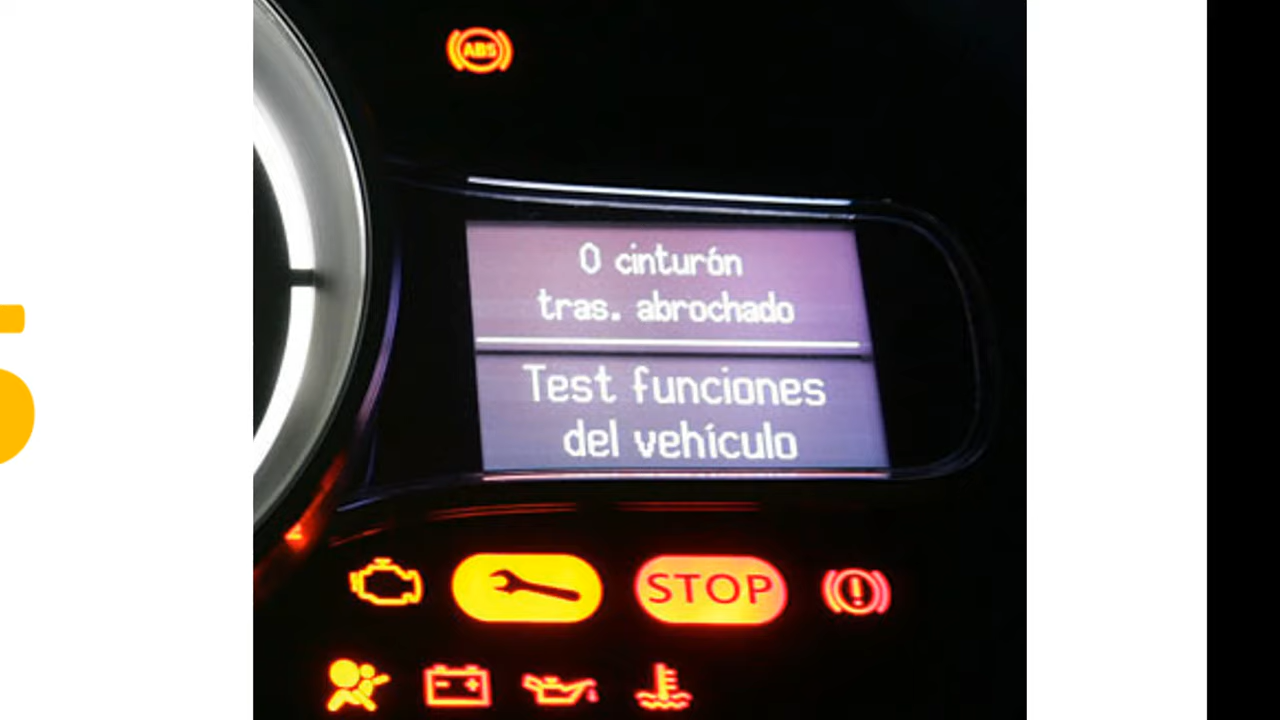 ABS
0 cinturón
tras. abrochado
Test funciones
del vehículo
STOP